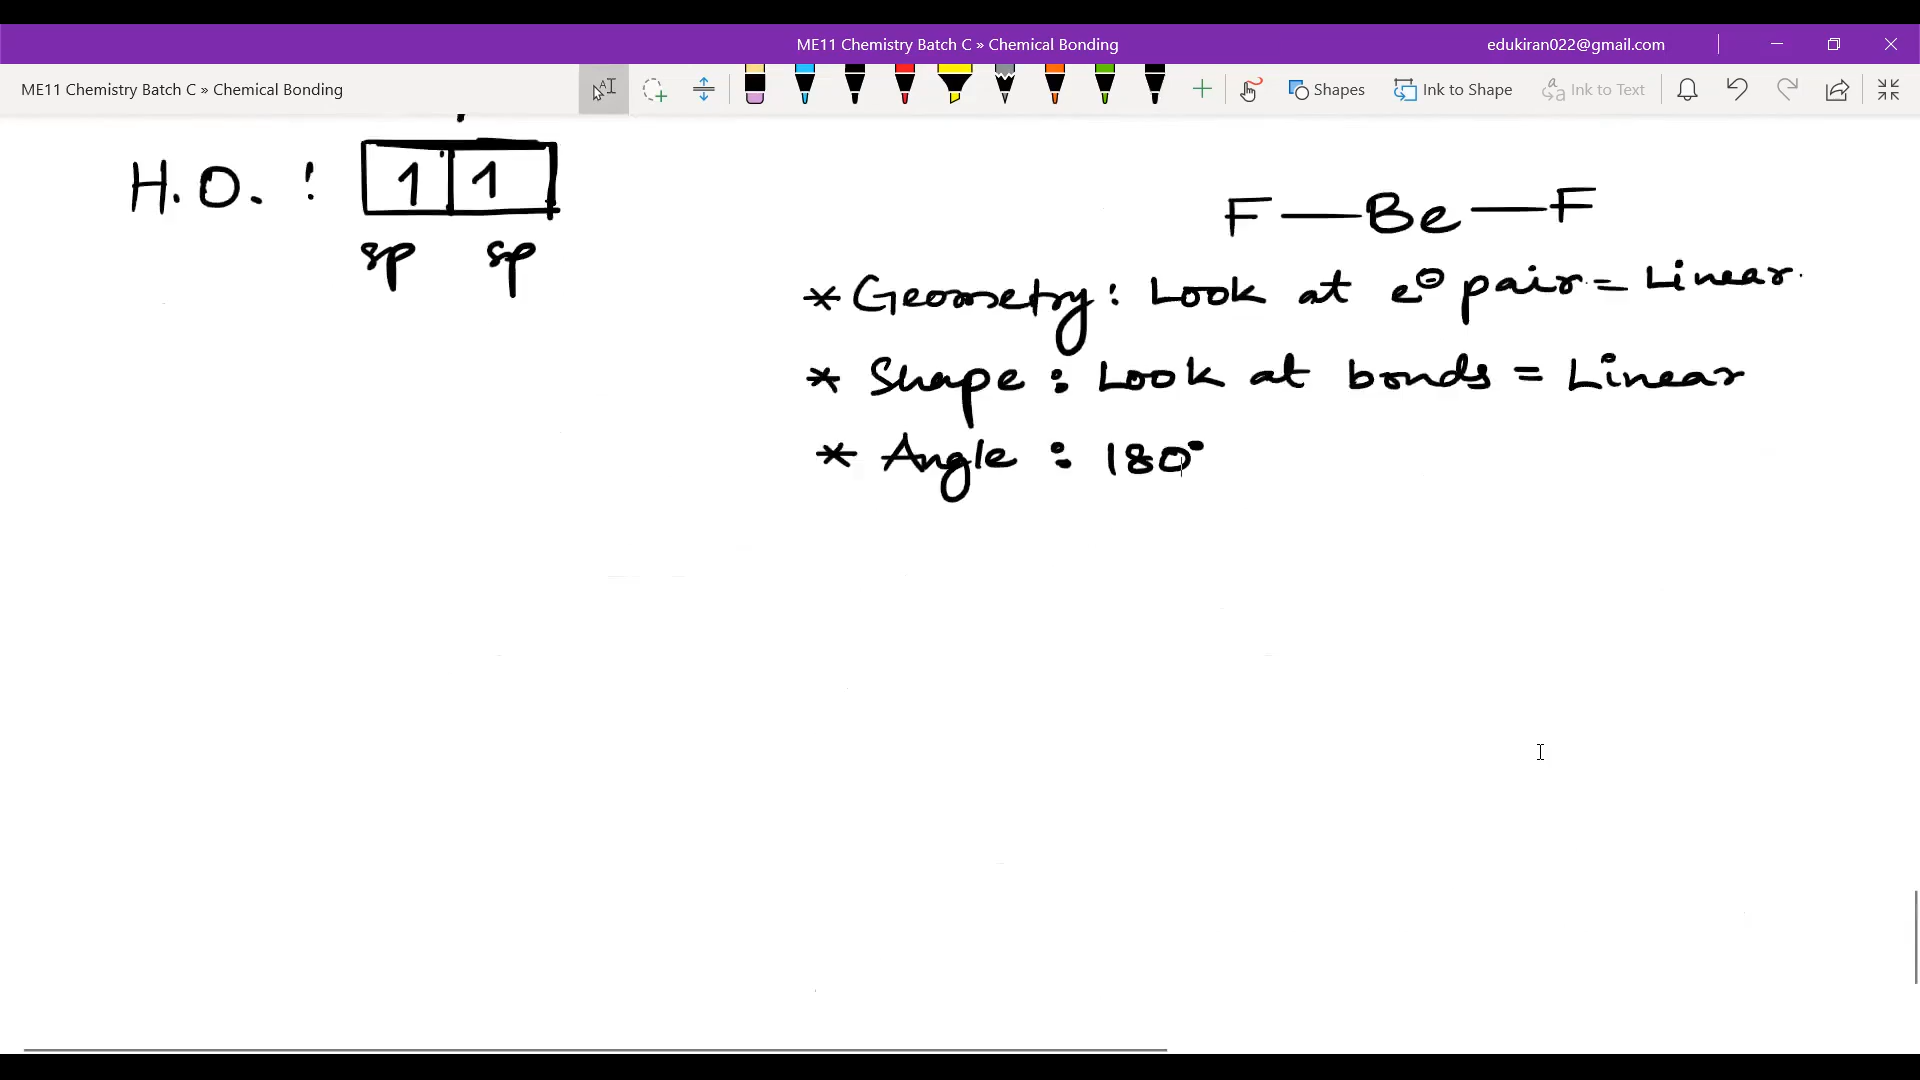 ME11 Chemistry Batch C » Chemical Bonding
edukiran022@gmail.com
ME11 Chemistry Batch C » Chemical Bonding
Shapes
Ink to Shape
Ink to Text
H.O. : 1 1
sp sp
F — Be — F
* Geometry : Look at e⊖ pair = Linear.
* Shape : Look at bonds = Linear
* Angle : 180°